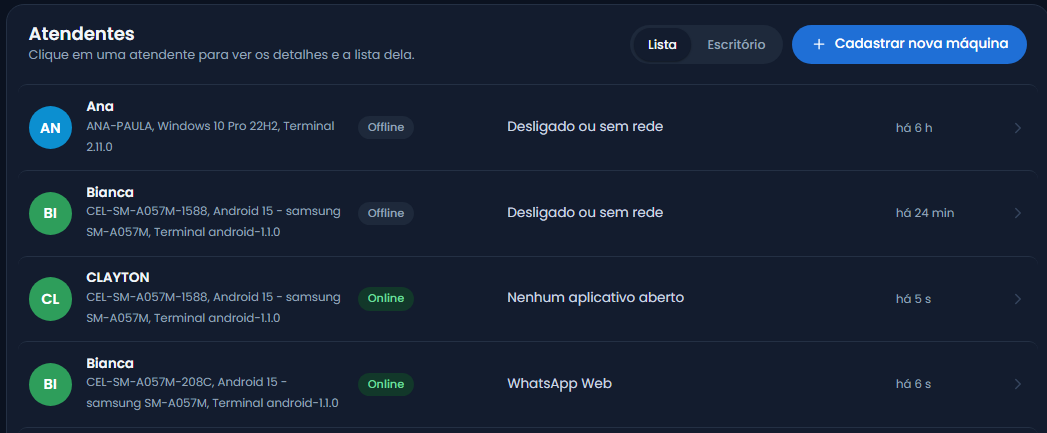 Atendentes
Clique em uma atendente para ver os detalhes e a lista dela.
Lista
Escritório
+ Cadastrar nova máquina
AN
Ana
ANA-PAULA, Windows 10 Pro 22H2, Terminal
2.11.0
Offline
Desligado ou sem rede
há 6 h
BI
Bianca
CEL-SM-A057M-1588, Android 15 - samsung
SM-A057M, Terminal android-1.1.0
Offline
Desligado ou sem rede
há 24 min
CL
CLAYTON
CEL-SM-A057M-1588, Android 15 - samsung
SM-A057M, Terminal android-1.1.0
Online
Nenhum aplicativo aberto
há 5 s
BI
Bianca
CEL-SM-A057M-208C, Android 15 -
samsung SM-A057M, Terminal android-1.1.0
Online
WhatsApp Web
há 6 s